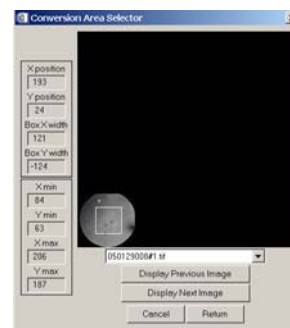 Conversion Area Selector
X position
193
Y position
24
Box X width
121
Box Y width
-124
X min
84
Y min
63
X max
206
Y max
187
050129000#1.tif
Display Previous Image
Display Next Image
Cancel
Return